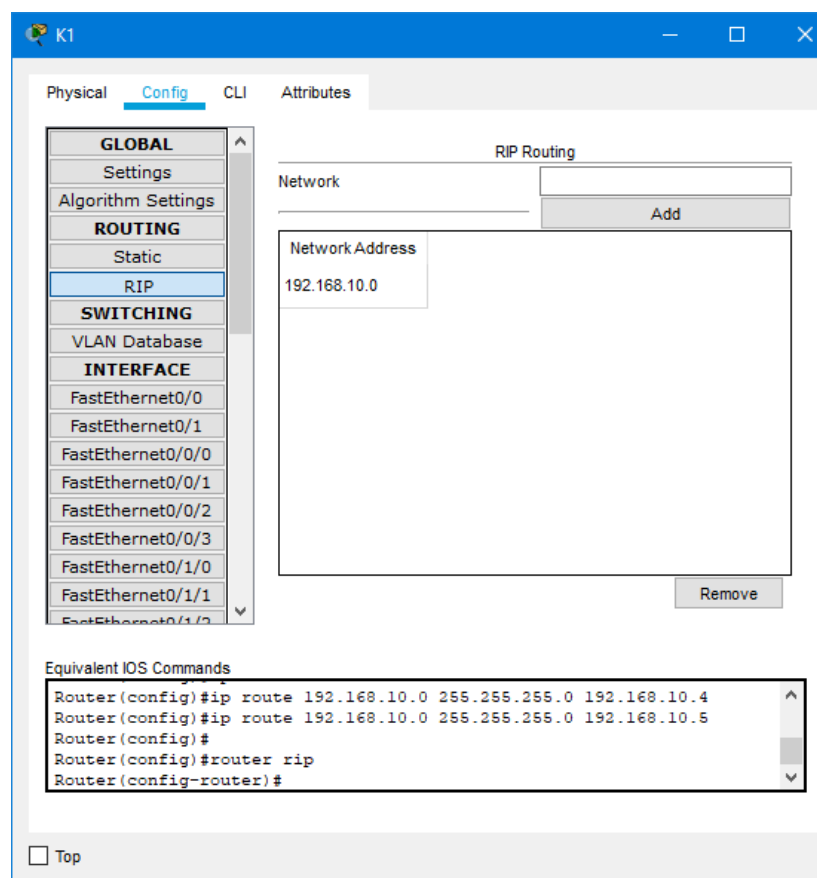 K1
Physical Config CLI Attributes
GLOBAL
Settings
Algorithm Settings
ROUTING
Static
RIP
SWITCHING
VLAN Database
INTERFACE
FastEthernet0/0
FastEthernet0/1
FastEthernet0/0/0
FastEthernet0/0/1
FastEthernet0/0/2
FastEthernet0/0/3
FastEthernet0/1/0
FastEthernet0/1/1
FastEthernet0/1/2
RIP Routing
Network
Add
Network Address
192.168.10.0
Remove
Equivalent IOS Commands
Router(config)#ip route 192.168.10.0 255.255.255.0 192.168.10.4
Router(config)#ip route 192.168.10.0 255.255.255.0 192.168.10.5
Router(config)#
Router(config)#router rip
Router(config-router)#
Top